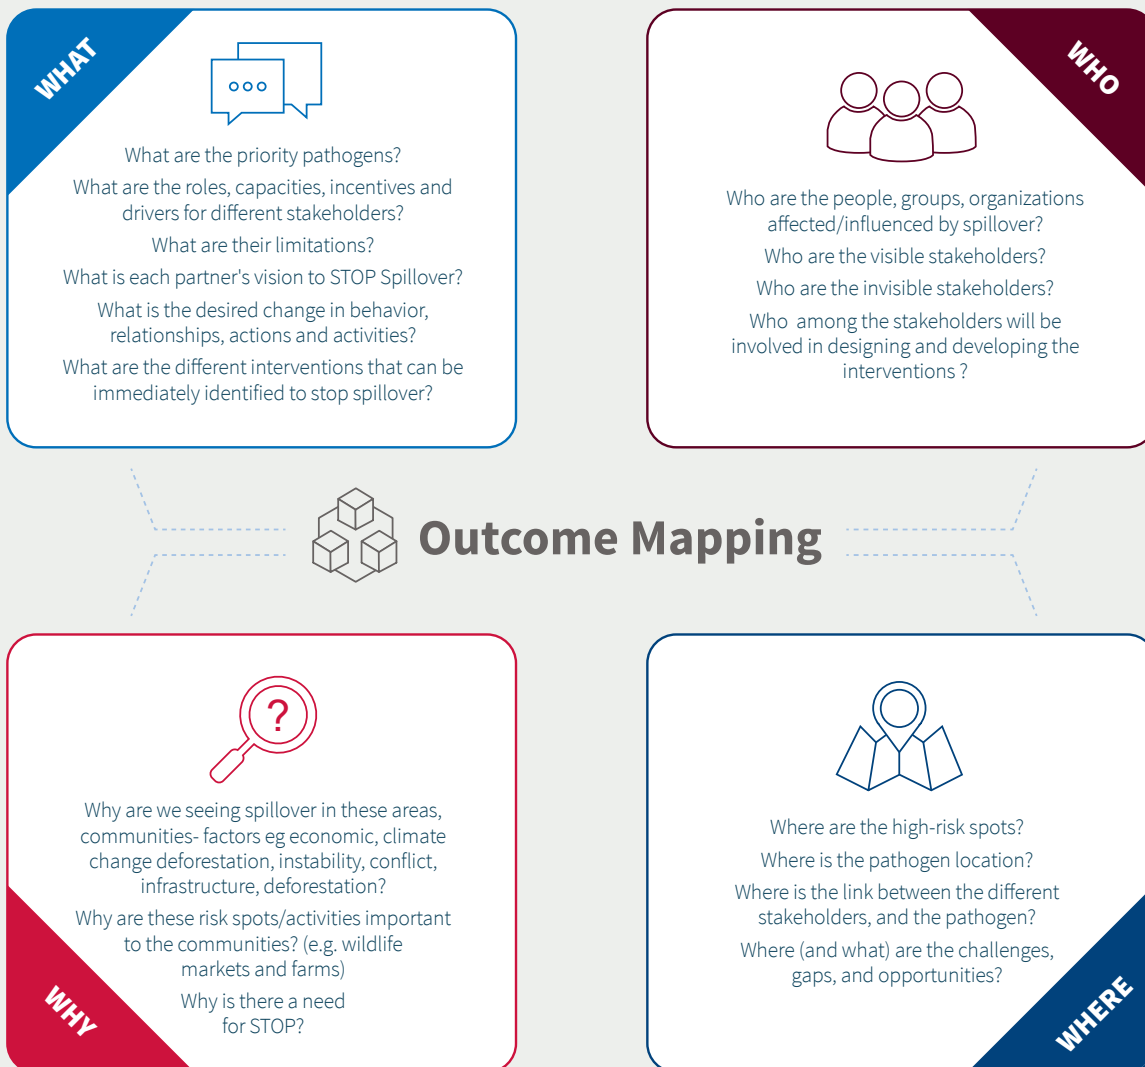 WHAT
What are the priority pathogens?
What are the roles, capacities, incentives and
drivers for different stakeholders?
What are their limitations?
What is each partner's vision to STOP Spillover?
What is the desired change in behavior,
relationships, actions and activities?
What are the different interventions that can be
immediately identified to stop spillover?
WHO
Who are the people, groups, organizations
affected/influenced by spillover?
Who are the visible stakeholders?
Who are the invisible stakeholders?
Who  among the stakeholders will be
involved in designing and developing the
interventions ?
Outcome Mapping
?
Why are we seeing spillover in these areas,
communities- factors eg economic, climate
change deforestation, instability, conflict,
infrastructure, deforestation?
Why are these risk spots/activities important
to the communities? (e.g. wildlife
markets and farms)
Why is there a need
for STOP?
WHY
Where are the high-risk spots?
Where is the pathogen location?
Where is the link between the different
stakeholders, and the pathogen?
Where (and what) are the challenges,
gaps, and opportunities?
WHERE